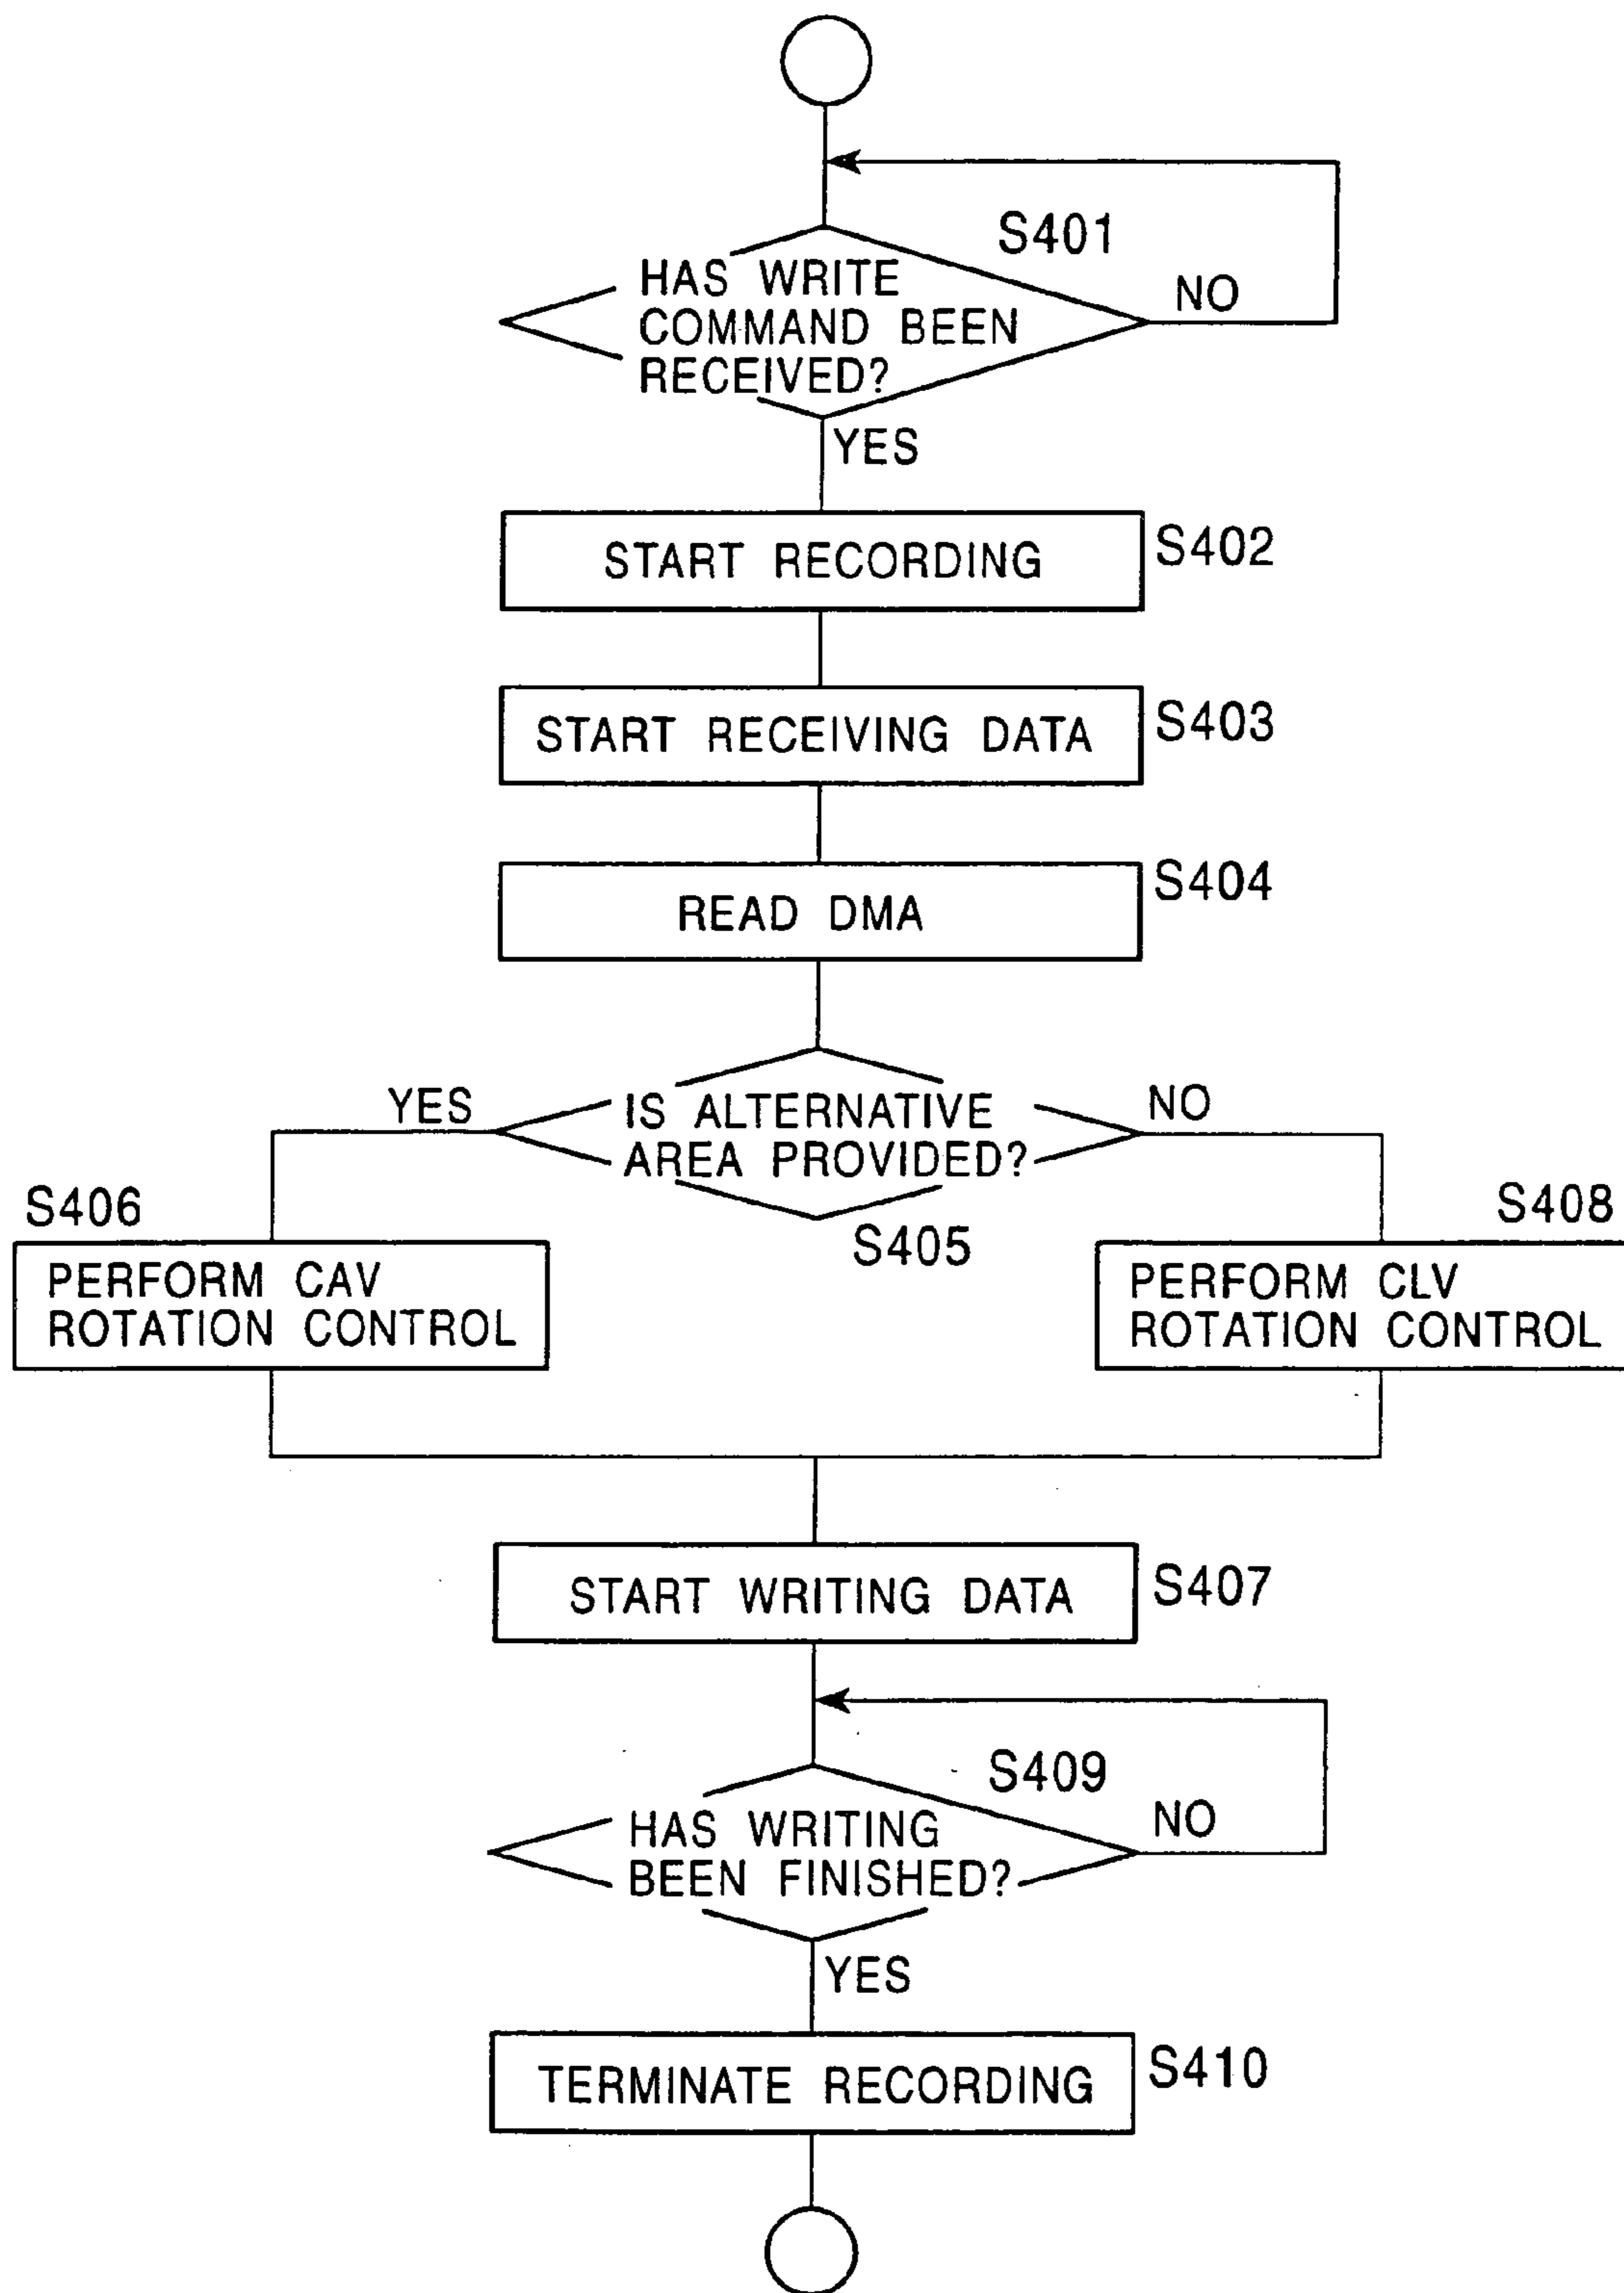 S401
HAS WRITE
COMMAND BEEN
RECEIVED?
NO
YES
START RECORDING
S402
START RECEIVING DATA
S403
READ DMA
S404
YES
IS ALTERNATIVE
AREA PROVIDED?
NO
S405
S406
PERFORM CAV
ROTATION CONTROL
S408
PERFORM CLV
ROTATION CONTROL
START WRITING DATA
S407
S409
HAS WRITING
BEEN FINISHED?
NO
YES
TERMINATE RECORDING
S410